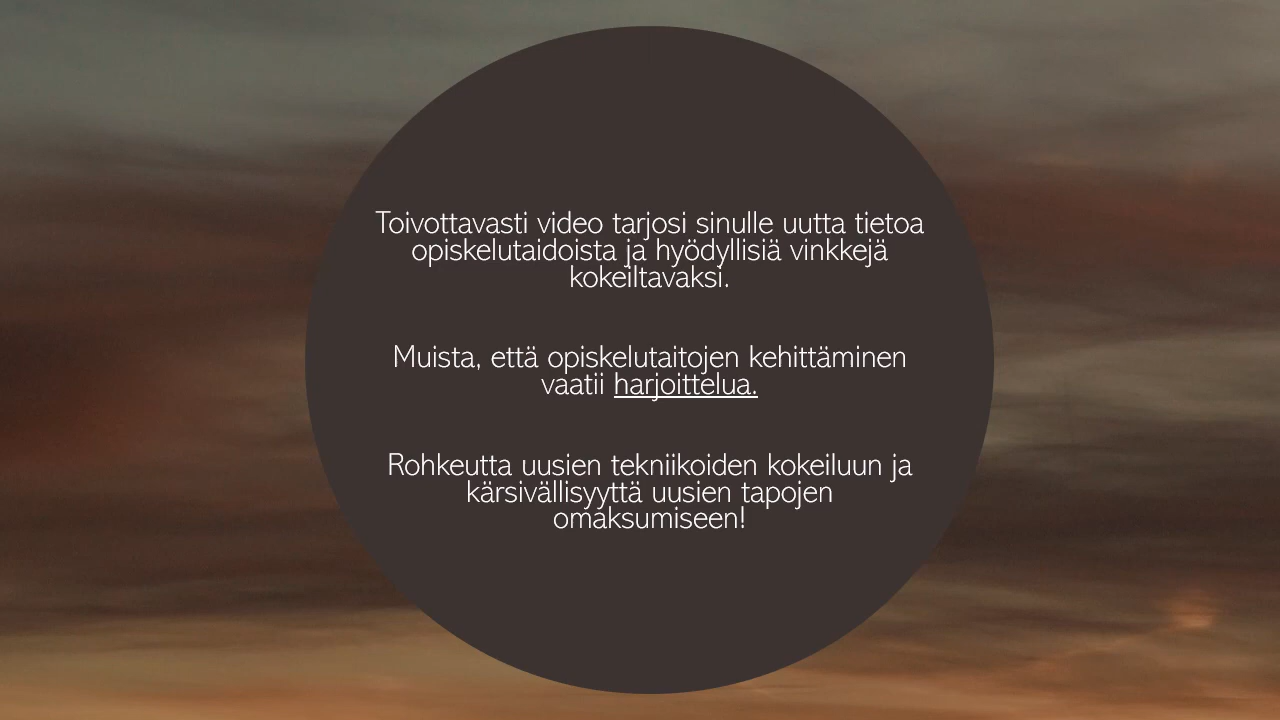 Toivottavasti video tarjosi sinulle uutta tietoa
opiskelutaidoista ja hyödyllisiä vinkkejä
kokeiltavaksi.
Muista, että opiskelutaitojen kehittäminen
vaatii harjoittelua.
Rohkeutta uusien tekniikoiden kokeiluun ja
kärsivällisyyttä uusien tapojen
omaksumiseen!